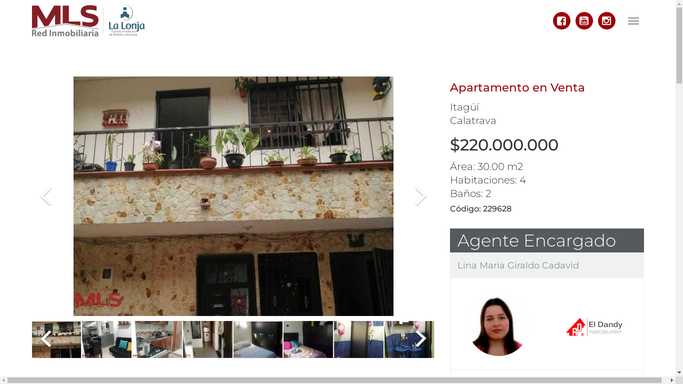 MLS
Red Inmobiliaria
La Lonja
Apartamento en Venta
Itagüí
Calatrava
$220.000.000
Área: 30.00 m2
Habitaciones: 4
Baños: 2
Código: 229628
MLS
Agente Encargado
Lina Maria Giraldo Cadavid
El Dandy